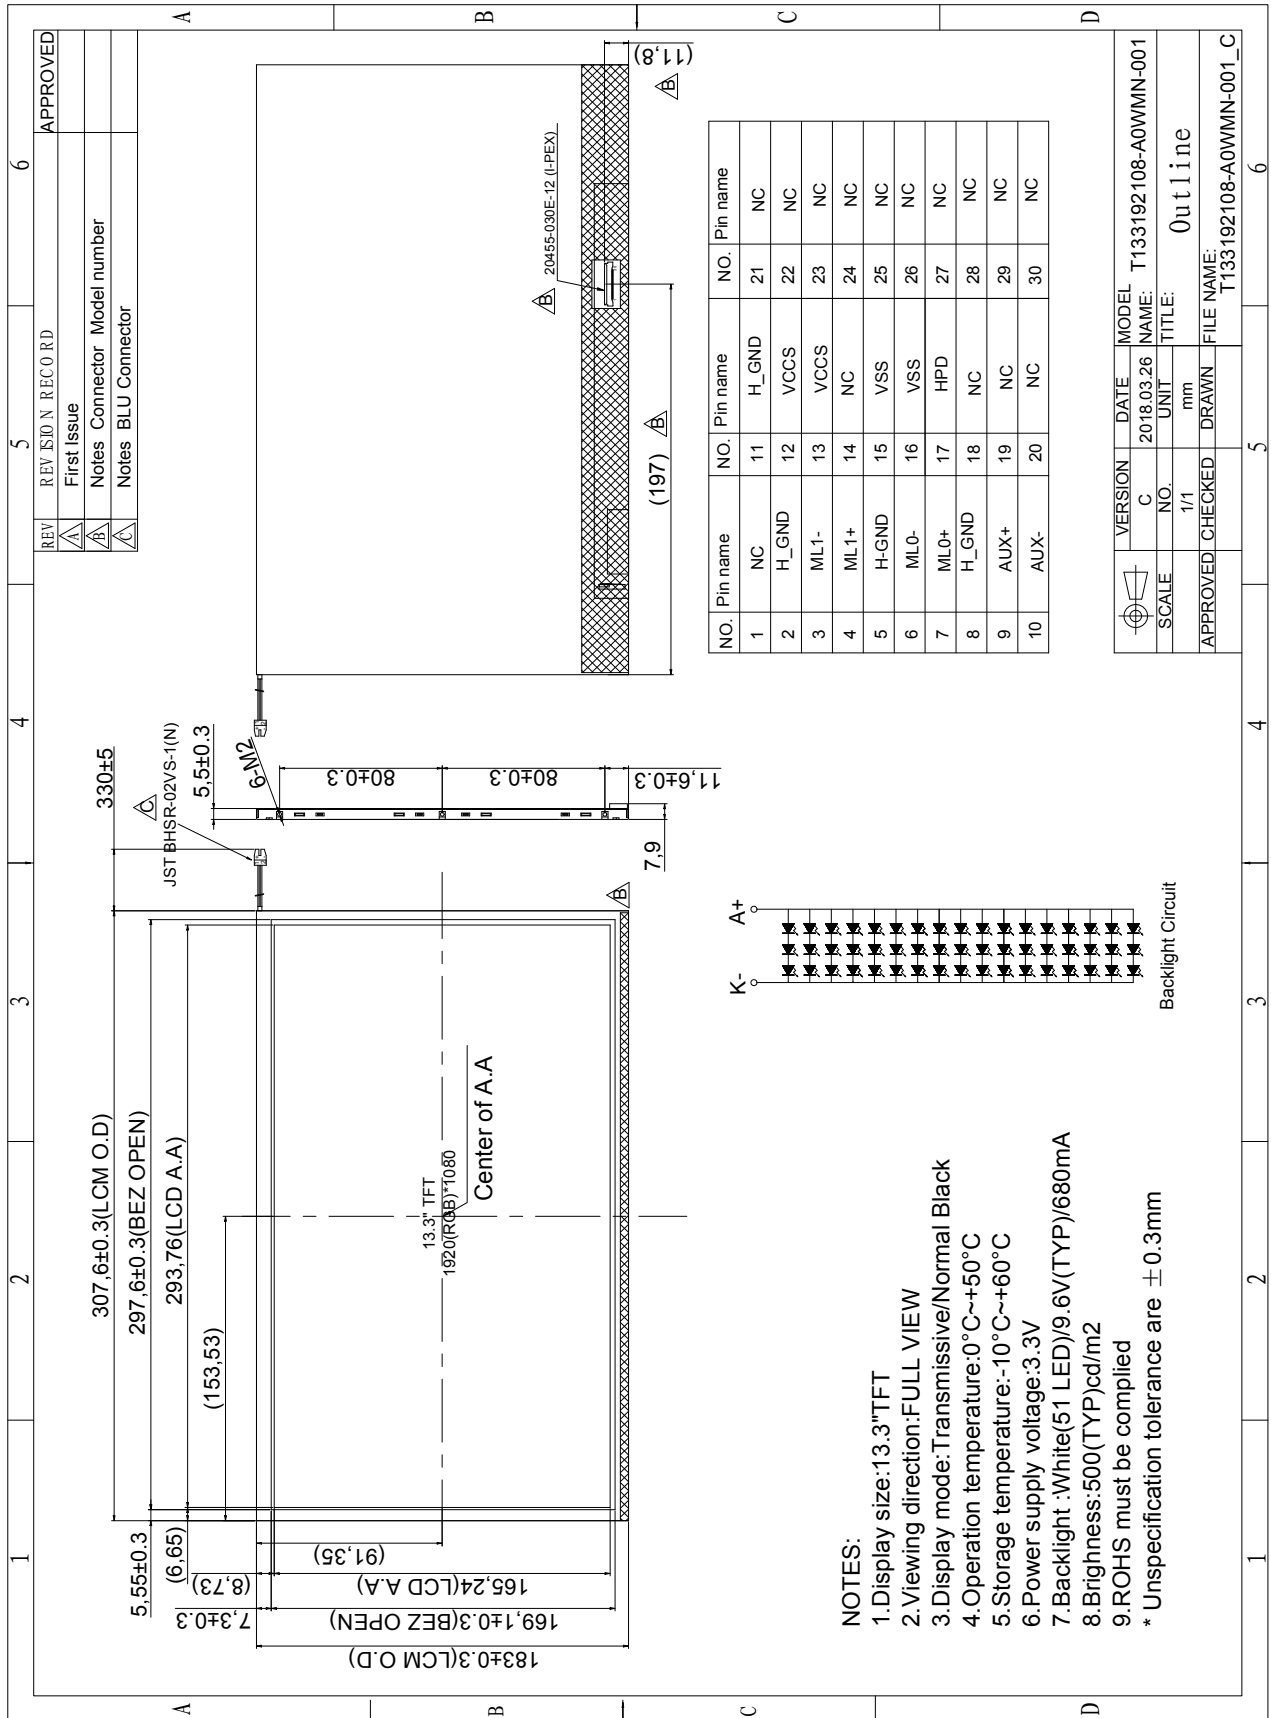 1 2 3 4 5 6
A
B
C
D
REV REVISION RECORD APPROVED
A First Issue
B Notes Connector Model number
C Notes BLU Connector
307,6±0.3(LCM O.D)
297,6±0.3(BEZ OPEN)
293,76(LCD A.A)
(153,53)
5,55±0.3
(6,65)
330±5
C
JST BHSR-02VS-1(N)
5,5±0.3
6-M2
80±0.3
80±0.3
11,6±0.3
7,9
183±0.3(LCM O.D)
169,1±0.3(BEZ OPEN)
165,24(LCD A.A)
(91,35)
7,3±0.3
(8,73)
13.3" TFT
1920(RGB)*1080
Center of A.A
B
20455-030E-12 (I-PEX)
B
(197) B
(11,8)
B
K- A+
Backlight Circuit
NO. Pin name NO. Pin name NO. Pin name
1 NC 11 H_GND 21 NC
2 H_GND 12 VCCS 22 NC
3 ML1- 13 VCCS 23 NC
4 ML1+ 14 NC 24 NC
5 H-GND 15 VSS 25 NC
6 ML0- 16 VSS 26 NC
7 ML0+ 17 HPD 27 NC
8 H_GND 18 NC 28 NC
9 AUX+ 19 NC 29 NC
10 AUX- 20 NC 30 NC
NOTES:
1.Display size:13.3"TFT
2.Viewing direction:FULL VIEW
3.Display mode:Transmissive/Normal Black
4.Operation temperature:0°C~+50°C
5.Storage temperature:-10°C~+60°C
6.Power supply voltage:3.3V
7.Backlight :White(51 LED)/9.6V(TYP)/680mA
8.Brighness:500(TYP)cd/m2
9.ROHS must be complied
* Unspecification tolerance are ±0.3mm
VERSION DATE MODEL NAME: T133192108-A0WMN-001
C 2018.03.26
SCALE NO. UNIT TITLE: Outline
1/1 mm
APPROVED CHECKED DRAWN FILE NAME:
T133192108-A0WMN-001_C
A
B
C
D
1 2 3 4 5 6